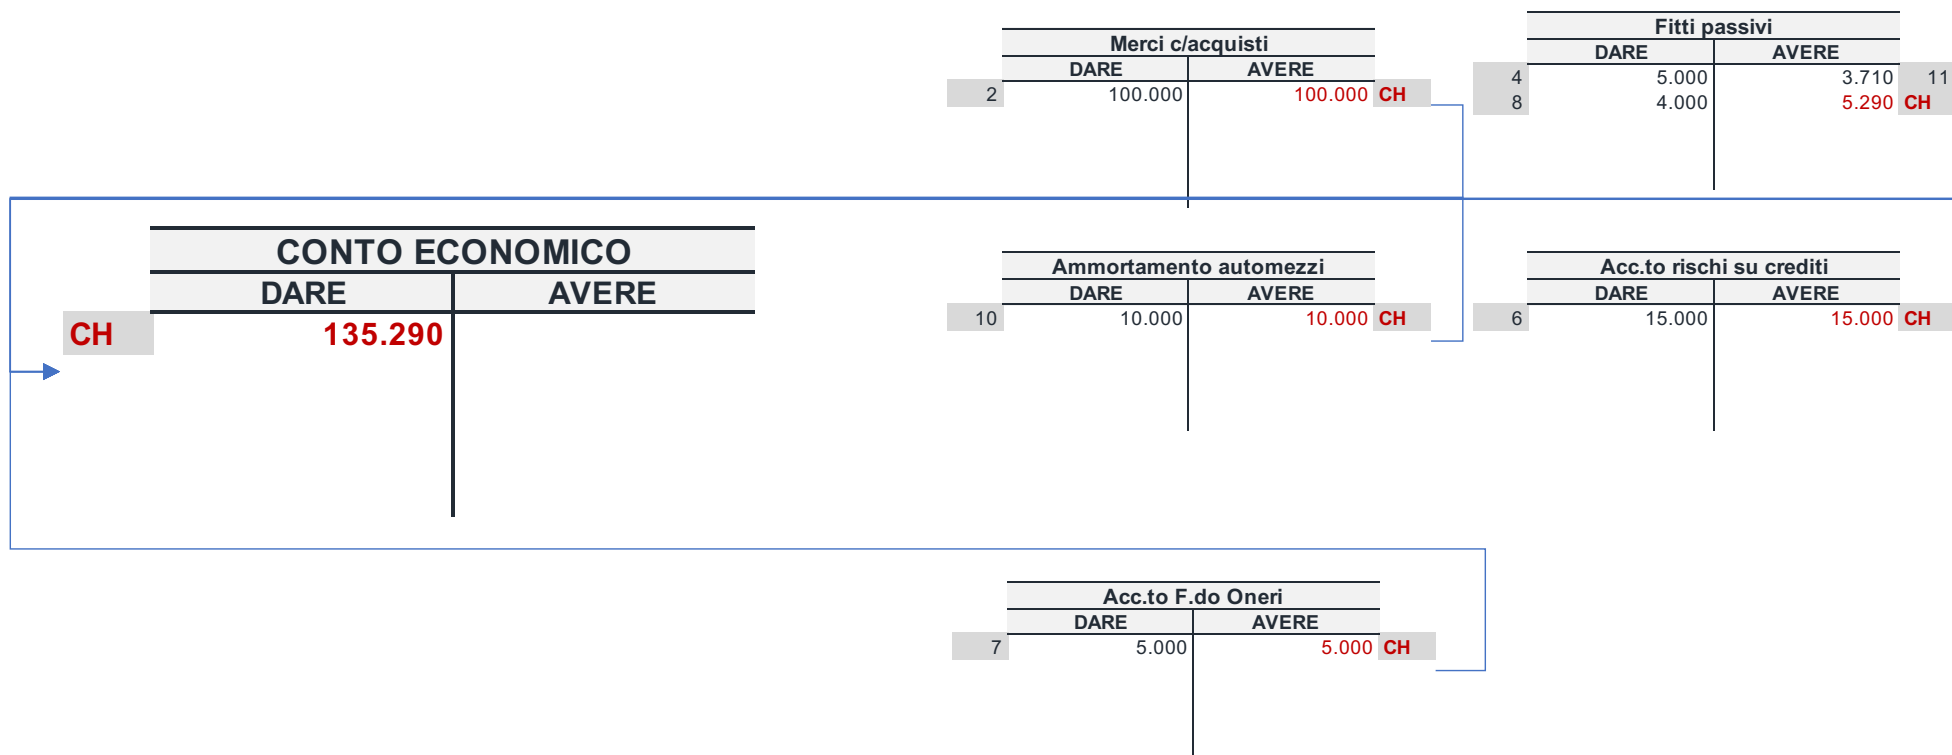 Merci c/acquisti
DARE AVERE
2 100.000 100.000 CH
Fitti passivi
DARE AVERE
4 5.000 3.710 11
8 4.000 5.290 CH
CONTO ECONOMICO
DARE AVERE
CH 135.290
Ammortamento automezzi
DARE AVERE
10 10.000 10.000 CH
Acc.to rischi su crediti
DARE AVERE
6 15.000 15.000 CH
Acc.to F.do Oneri
DARE AVERE
7 5.000 5.000 CH